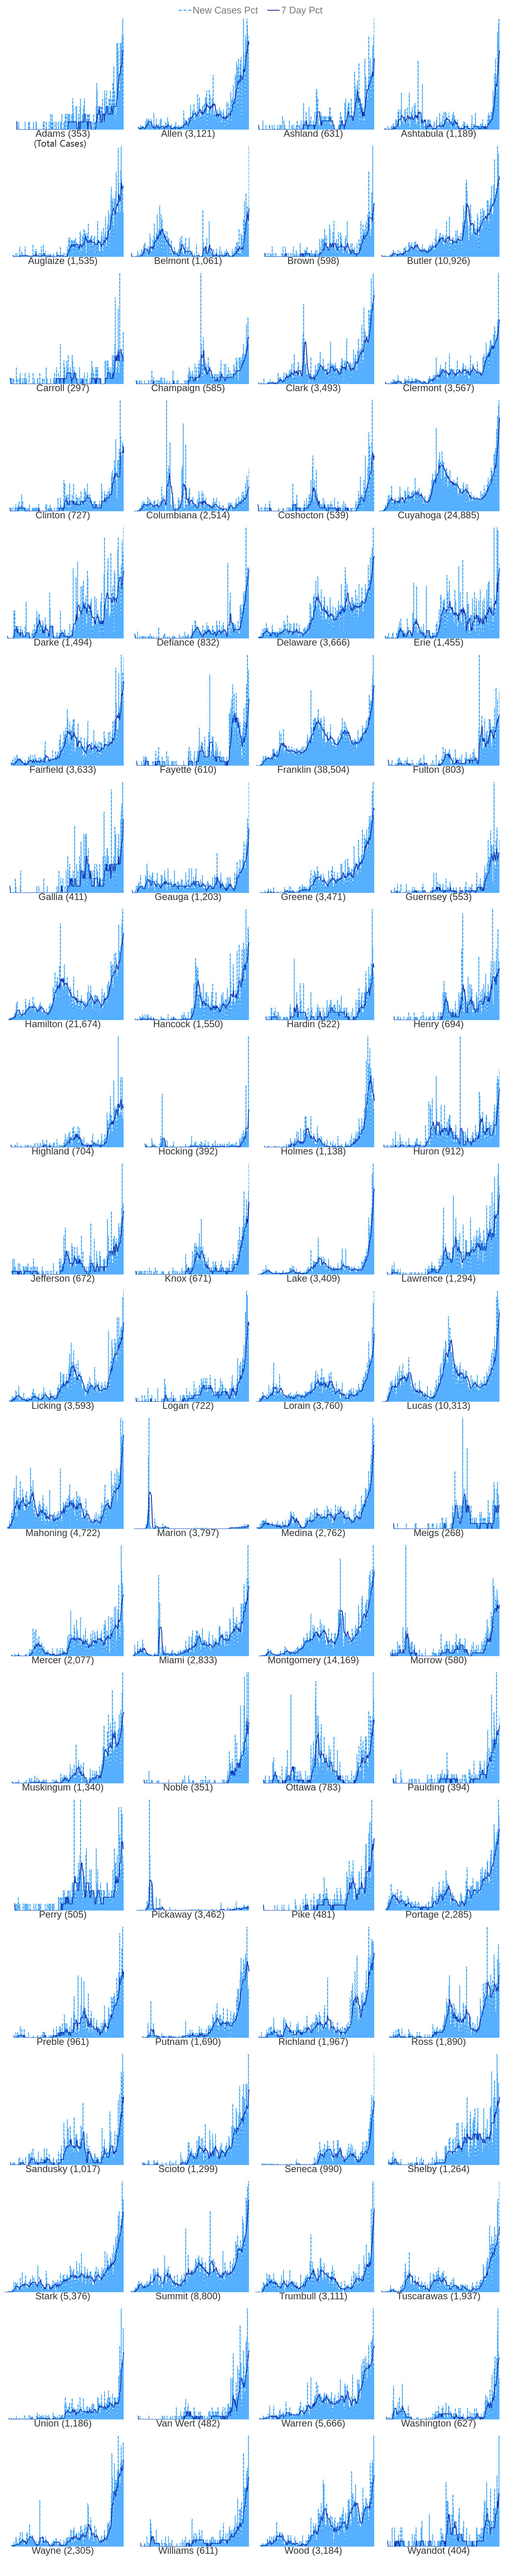 New Cases Pct 7 Day Pct
Adams (353) Allen (3,121) Ashland (631) Ashtabula (1,189)
(Total Cases)
Auglaize (1,535) Belmont (1,061) Brown (598) Butler (10,926)
Carroll (297) Champaign (585) Clark (3,493) Clermont (3,567)
Clinton (727) Columbiana (2,514) Coshocton (539) Cuyahoga (24,885)
Darke (1,494) Defiance (832) Delaware (3,666) Erie (1,455)
Fairfield (3,633) Fayette (610) Franklin (38,504) Fulton (803)
Gallia (411) Geauga (1,203) Greene (3,471) Guernsey (553)
Hamilton (21,674) Hancock (1,550) Hardin (522) Henry (694)
Highland (704) Hocking (392) Holmes (1,138) Huron (912)
Jefferson (672) Knox (671) Lake (3,409) Lawrence (1,294)
Licking (3,593) Logan (722) Lorain (3,760) Lucas (10,313)
Mahoning (4,722) Marion (3,797) Medina (2,762) Meigs (268)
Mercer (2,077) Miami (2,833) Montgomery (14,169) Morrow (580)
Muskingum (1,340) Noble (351) Ottawa (783) Paulding (394)
Perry (505) Pickaway (3,462) Pike (481) Portage (2,285)
Preble (961) Putnam (1,690) Richland (1,967) Ross (1,890)
Sandusky (1,017) Scioto (1,299) Seneca (990) Shelby (1,264)
Stark (5,376) Summit (8,800) Trumbull (3,111) Tuscarawas (1,937)
Union (1,186) Van Wert (482) Warren (5,666) Washington (627)
Wayne (2,305) Williams (611) Wood (3,184) Wyandot (404)